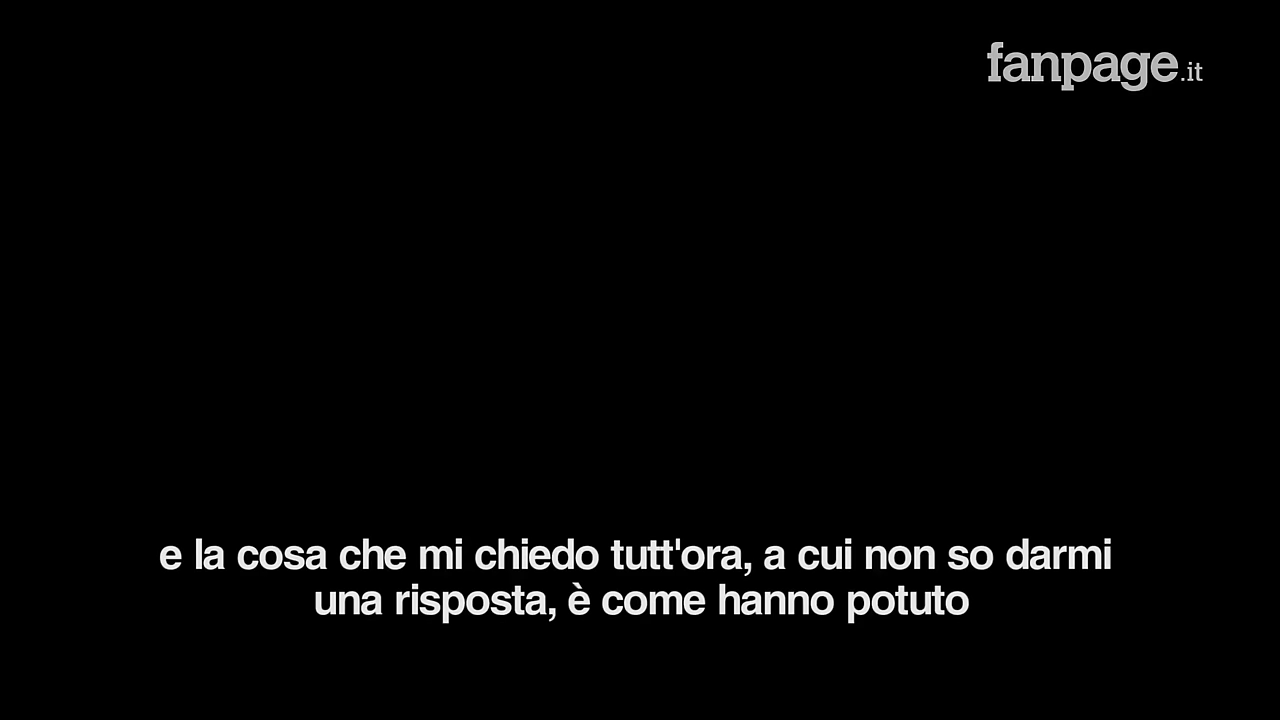 fanpage.it
e la cosa che mi chiedo tutt'ora, a cui non so darmi
una risposta, è come hanno potuto